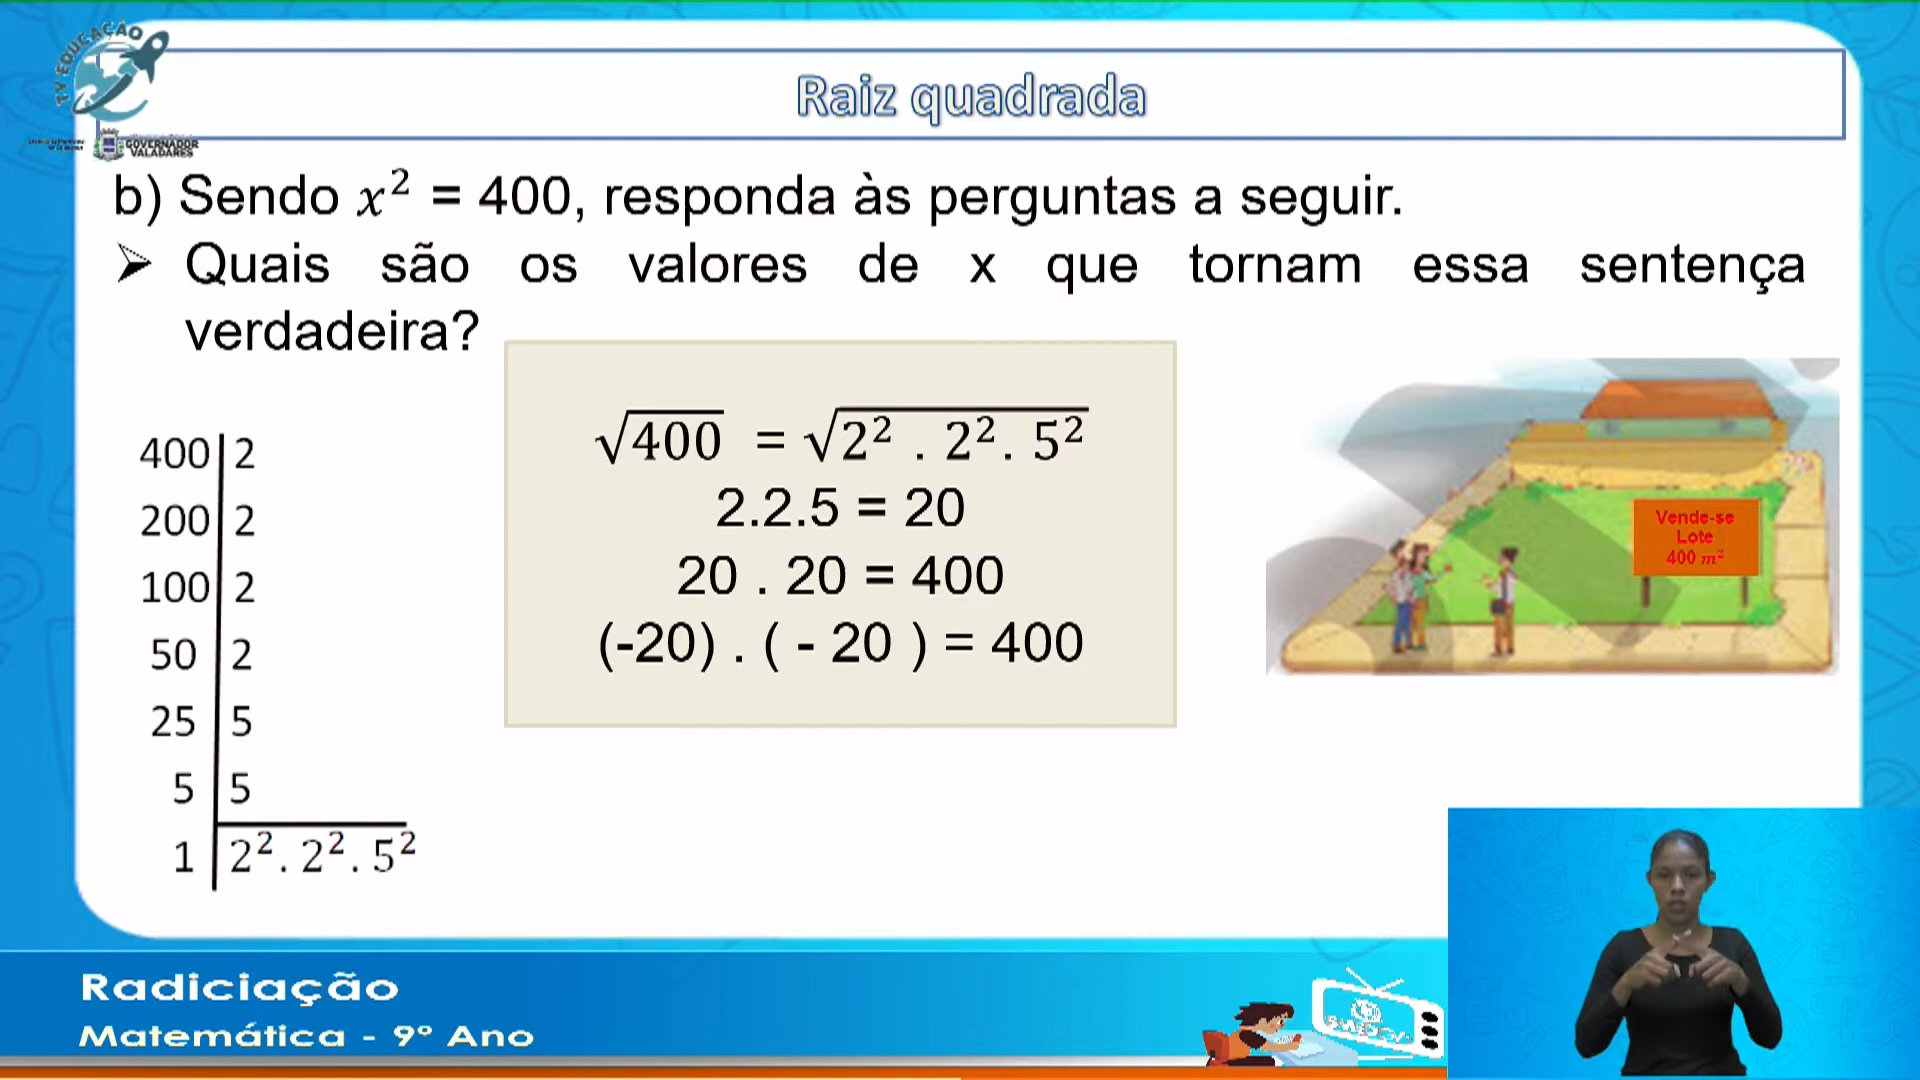 TV EDUCAÇÃO
GOVERNADOR
VALADARES
Raiz quadrada
b) Sendo x² = 400, responda às perguntas a seguir.
➢ Quais são os valores de x que tornam essa sentença
verdadeira?
400 | 2
200 | 2
100 | 2
50 | 2
25 | 5
5 | 5
1 | 2² . 2² . 5²
√400 = √2² . 2² . 5²
2.2.5 = 20
20 . 20 = 400
(-20) . ( - 20 ) = 400
Vende-se
Lote
400 m²
Radiciação
Matemática - 9º Ano